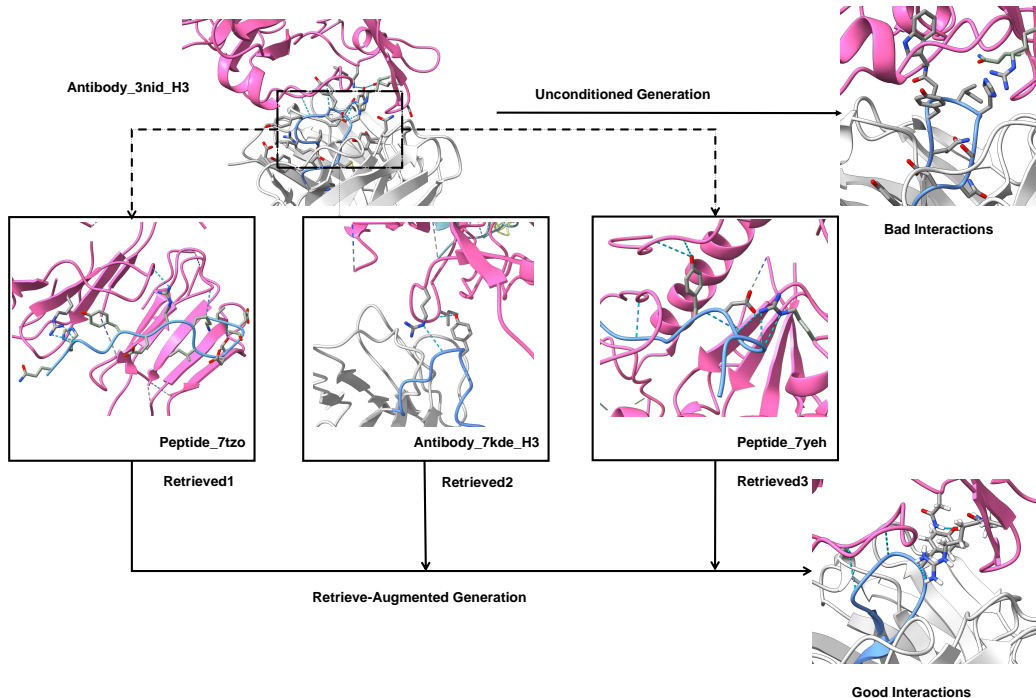 Antibody_3nid_H3
Unconditioned Generation
Bad Interactions
Peptide_7tzo
Antibody_7kde_H3
Peptide_7yeh
Retrieved1
Retrieved2
Retrieved3
Retrieve-Augmented Generation
Good Interactions